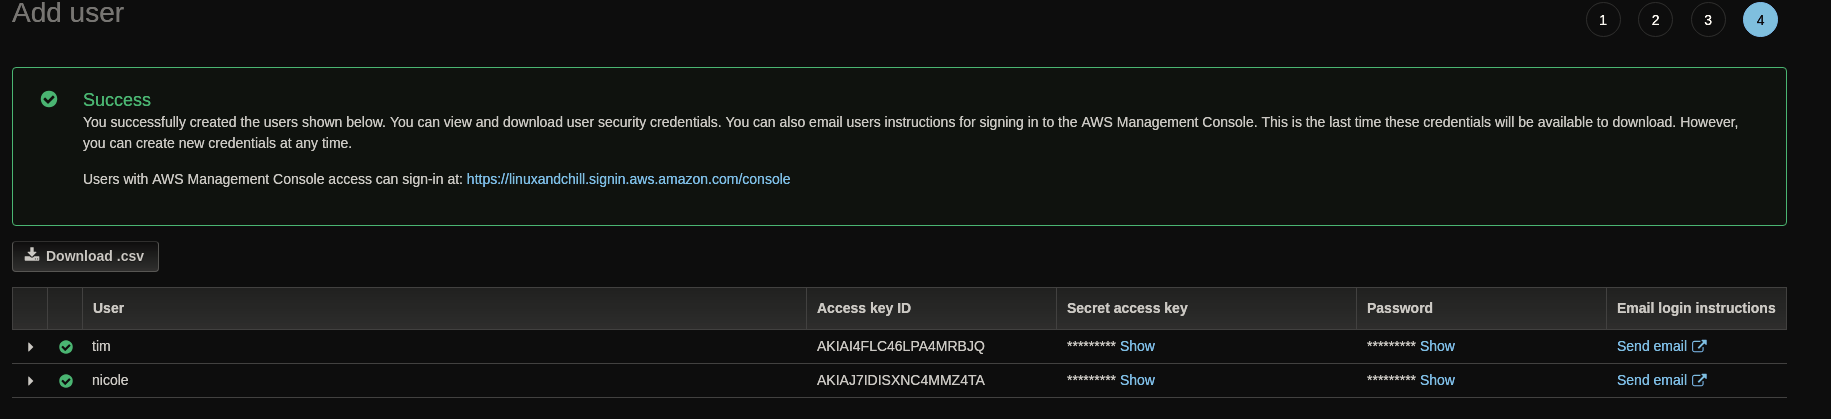 Add user
1 2 3 4
Success
You successfully created the users shown below. You can view and download user security credentials. You can also email users instructions for signing in to the AWS Management Console. This is the last time these credentials will be available to download. However,
you can create new credentials at any time.
Users with AWS Management Console access can sign-in at: https://linuxandchill.signin.aws.amazon.com/console
Download .csv
User Access key ID Secret access key Password Email login instructions
tim AKIAI4FLC46LPA4MRBJQ ********* Show ********* Show Send email
nicole AKIAJ7IDISXNC4MMZ4TA ********* Show ********* Show Send email